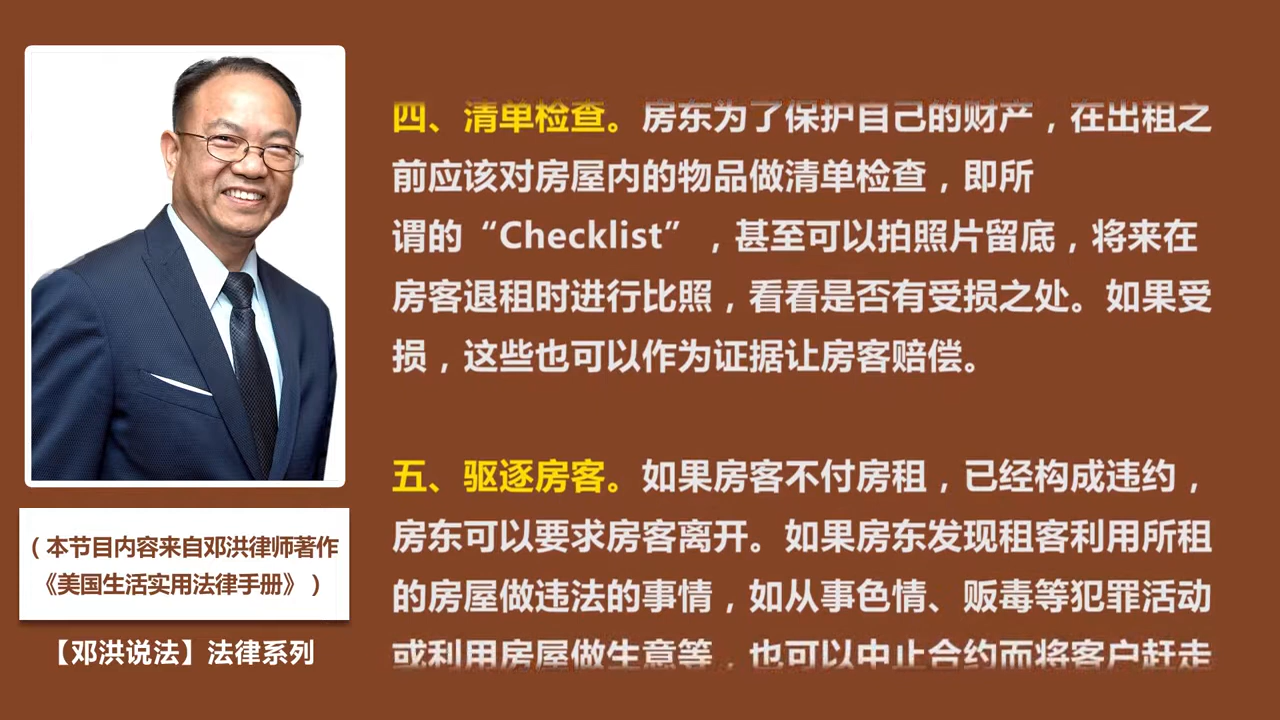 四、清单检查。房东为了保护自己的财产，在出租之
前应该对房屋内的物品做清单检查，即所
谓的“Checklist”，甚至可以拍照片留底，将来在
房客退租时进行比照，看看是否有受损之处。如果受
损，这些也可以作为证据让房客赔偿。
五、驱逐房客。如果房客不付房租，已经构成违约，
房东可以要求房客离开。如果房东发现租客利用所租
的房屋做违法的事情，如从事色情、贩毒等犯罪活动
或利用房屋做生意等，也可以中止合约而将客户赶走
（本节目内容来自邓洪律师著作
《美国生活实用法律手册》）
【邓洪说法】法律系列